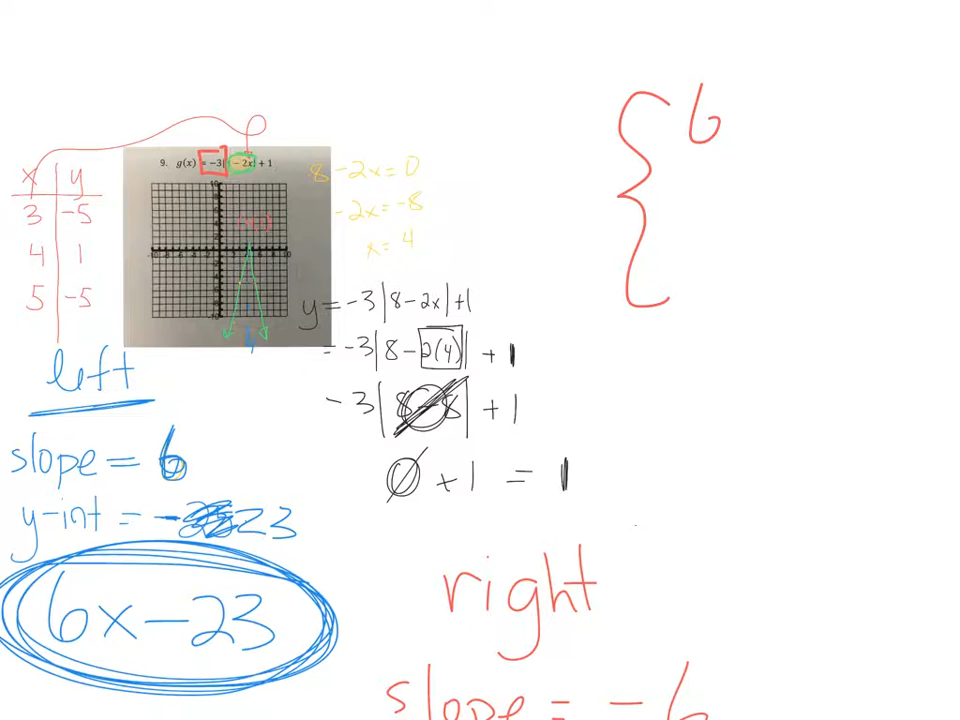 9. g(x) = -3| -2x| + 1
x y
3 -5
4 1
5 -5
8 - 2x = 0
-2x = -8
x = 4
y = -3|8-2x|+1
= -3|8-2(4)| + 1
-3|8-8| + 1
0 + 1 = 1
left
slope = 6
y-int = -23
6x-23
{ 6
right
slope = -6